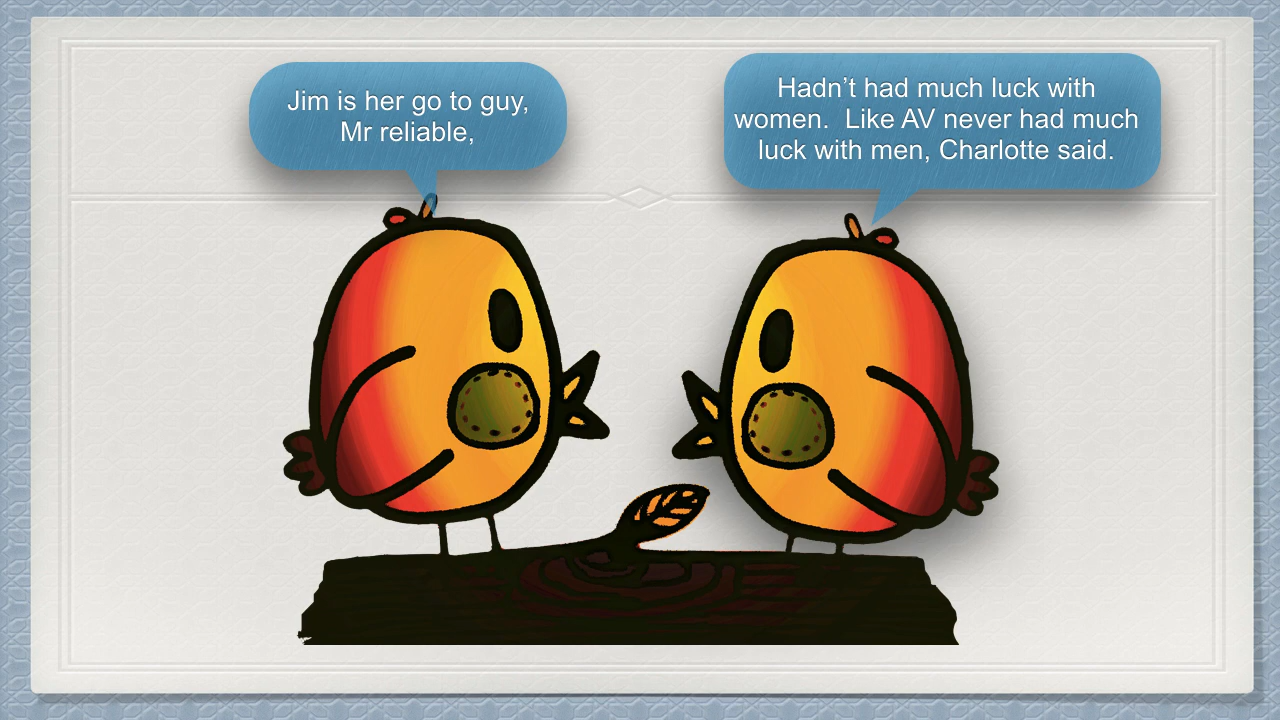 Jim is her go to guy,
Mr reliable,
Hadn’t had much luck with
women.  Like AV never had much
luck with men, Charlotte said.